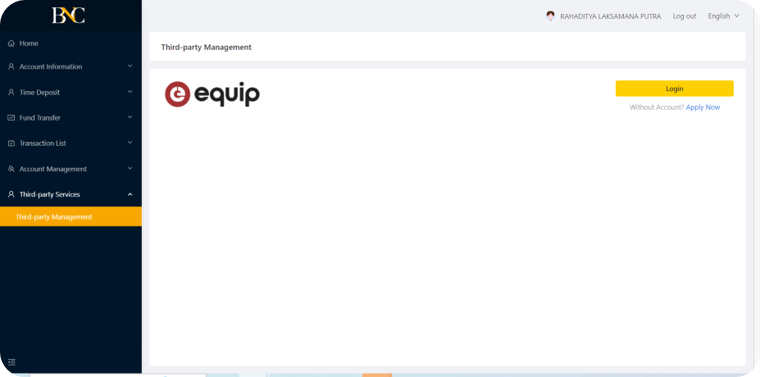 BNC
RAHADITYA LAKSAMANA PUTRA
Log out
English
Home
Account Information
Time Deposit
Fund Transfer
Transaction List
Account Management
Third-party Services
Third-party Management
Third-party Management
equip
Login
Without Account? Apply Now